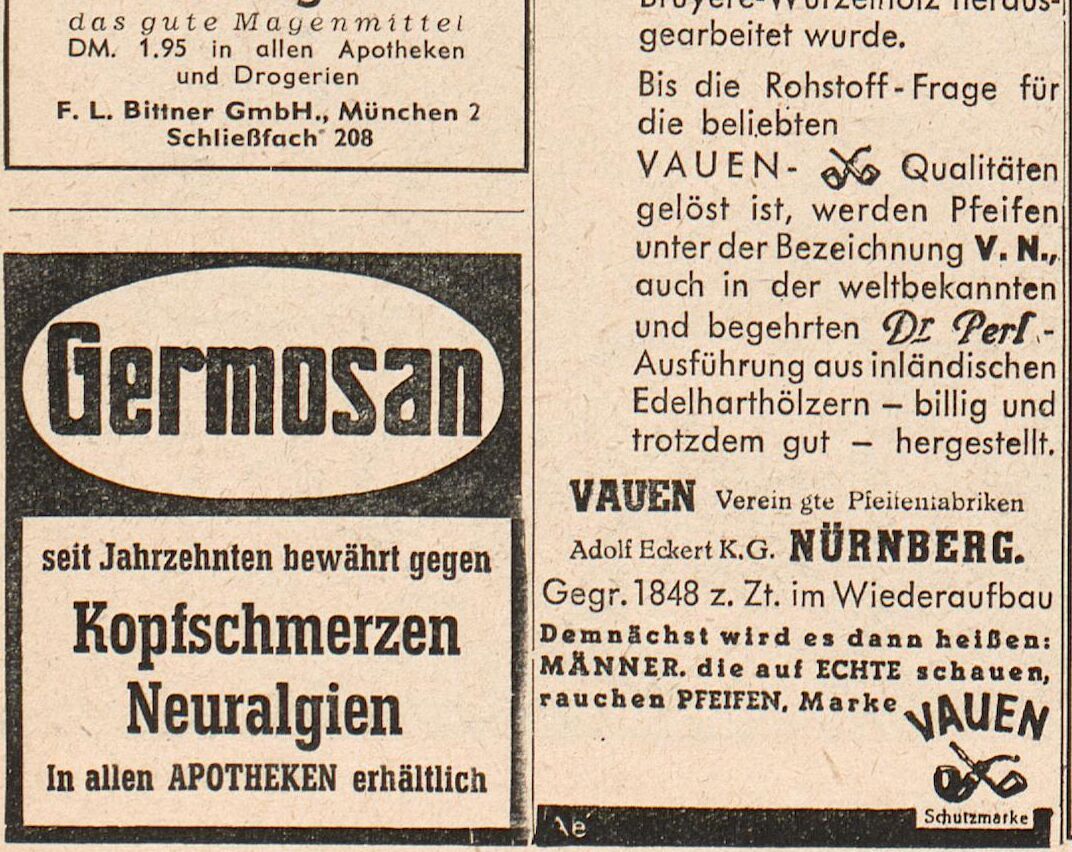 das gute Magenmittel
DM. 1.95 in allen Apotheken
und Drogerien
F. L. Bittner GmbH., München 2
Schließfach 208
Germosan
seit Jahrzehnten bewährt gegen
Kopfschmerzen
Neuralgien
In allen APOTHEKEN erhältlich
Bruyère-Wurzelholz heraus-
gearbeitet wurde.
Bis die Rohstoff-Frage für
die beliebten
VAUEN- Qualitäten
gelöst ist, werden Pfeifen
unter der Bezeichnung V. N.,
auch in der weltbekannten
und begehrten Dr Perl-
Ausführung aus inländischen
Edelharthölzern – billig und
trotzdem gut – hergestellt.
VAUEN Verein gte Pfeifenfabriken
Adolf Eckert K.G. NÜRNBERG.
Gegr. 1848 z. Zt. im Wiederaufbau
Demnächst wird es dann heißen:
MÄNNER. die auf ECHTE schauen,
rauchen PFEIFEN, Marke VAUEN
Schutzmarke
Ae